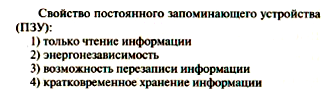 Свойство постоянного запоминающего устройства
(ПЗУ):
1) только чтение информации
2) энергонезависимость
3) возможность перезаписи информации
4) кратковременное хранение информации